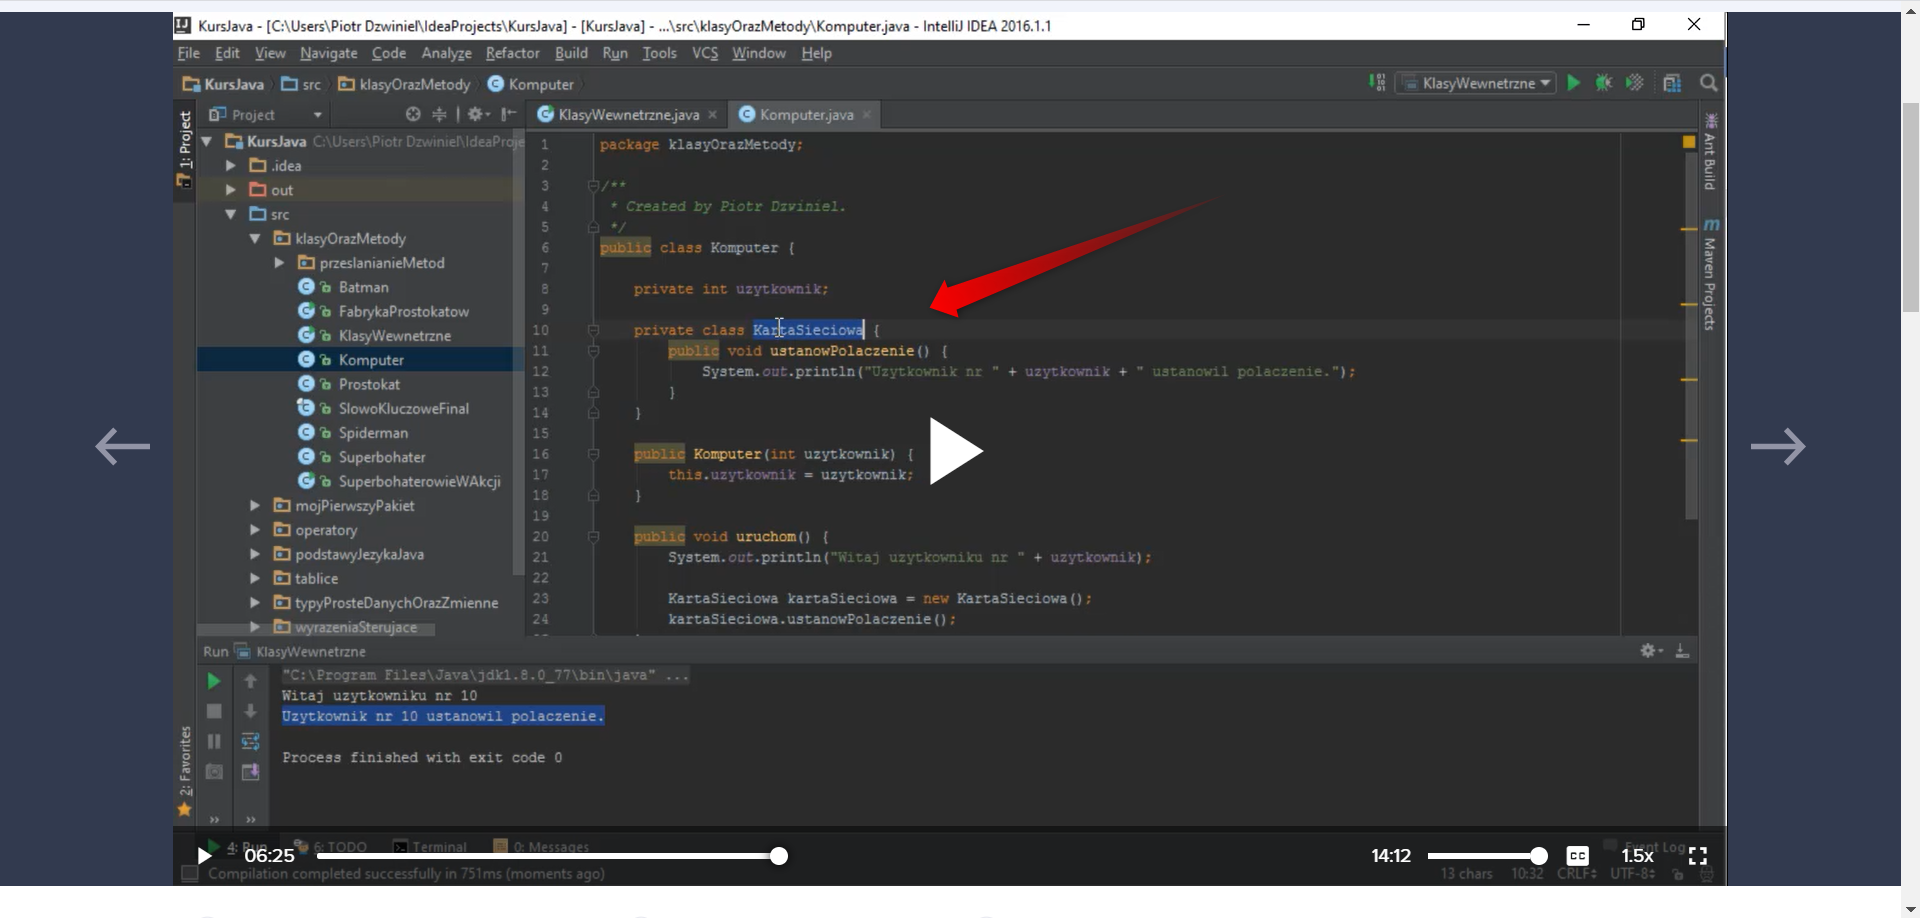 KursJava - [C:\Users\Piotr Dzwiniel\IdeaProjects\KursJava] - [KursJava] - ...\src\klasyOrazMetody\Komputer.java - IntelliJ IDEA 2016.1.1
File Edit View Navigate Code Analyze Refactor Build Run Tools VCS Window Help
KursJava src klasyOrazMetody Komputer KlasyWewnetrzne
1: Project
Project
KlasyWewnetrzne.java Komputer.java
KursJava C:\Users\Piotr Dzwiniel\IdeaProje
.idea
out
src
klasyOrazMetody
przeslanianieMetod
Batman
FabrykaProstokatow
KlasyWewnetrzne
Komputer
Prostokat
SlowoKluczoweFinal
Spiderman
Superbohater
SuperbohaterowieWAkcji
mojPierwszyPakiet
operatory
podstawyJezykaJava
tablice
typyProsteDanychOrazZmienne
wyrazeniaSterujace
1 package klasyOrazMetody;
2
3 /**
4 * Created by Piotr Dzwiniel.
5 */
6 public class Komputer {
7
8 private int uzytkownik;
9
10 private class KartaSieciowa {
11 public void ustanowPolaczenie() {
12 System.out.println("Uzytkownik nr " + uzytkownik + " ustanowil polaczenie.");
13 }
14 }
15
16 public Komputer(int uzytkownik) {
17 this.uzytkownik = uzytkownik;
18 }
19
20 public void uruchom() {
21 System.out.println("Witaj uzytkowniku nr " + uzytkownik);
22
23 KartaSieciowa kartaSieciowa = new KartaSieciowa();
24 kartaSieciowa.ustanowPolaczenie();
Ant Build
m Maven Projects
Run KlasyWewnetrzne
"C:\Program Files\Java\jdk1.8.0_77\bin\java" ...
Witaj uzytkowniku nr 10
Uzytkownik nr 10 ustanowil polaczenie.
Process finished with exit code 0
2: Favorites
4: Run 6: TODO Terminal 0: Messages Event Log
06:25 14:12 CC 1.5x
Compilation completed successfully in 751ms (moments ago) 13 chars 10:32 CRLF UTF-8